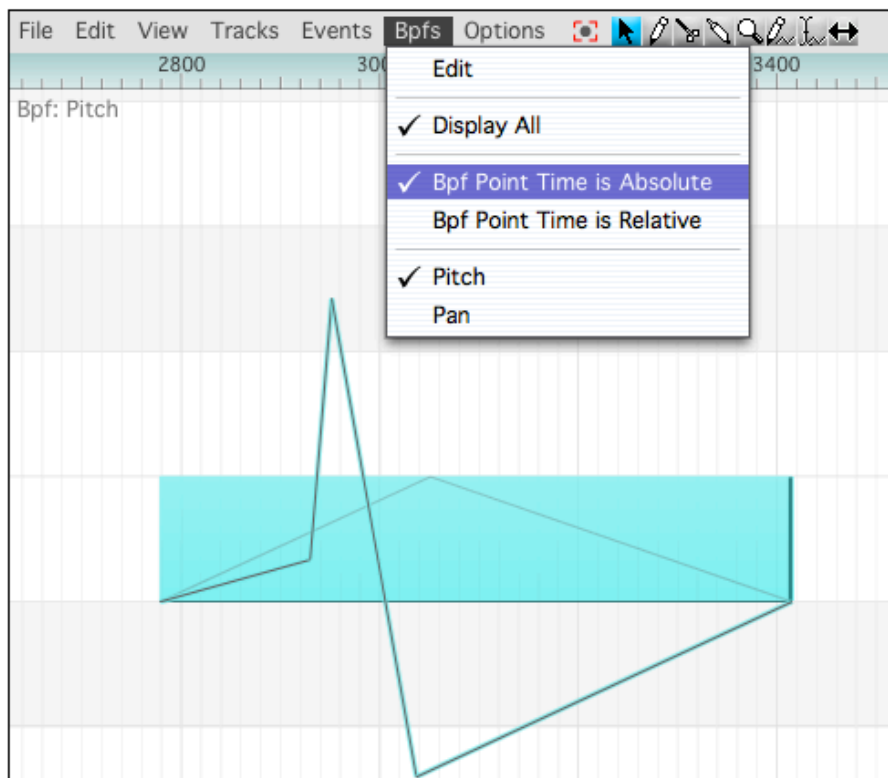 File Edit View Tracks Events Bpfs Options
2800 300 3400
Edit
Bpf: Pitch
✓ Display All
✓ Bpf Point Time is Absolute
Bpf Point Time is Relative
✓ Pitch
Pan